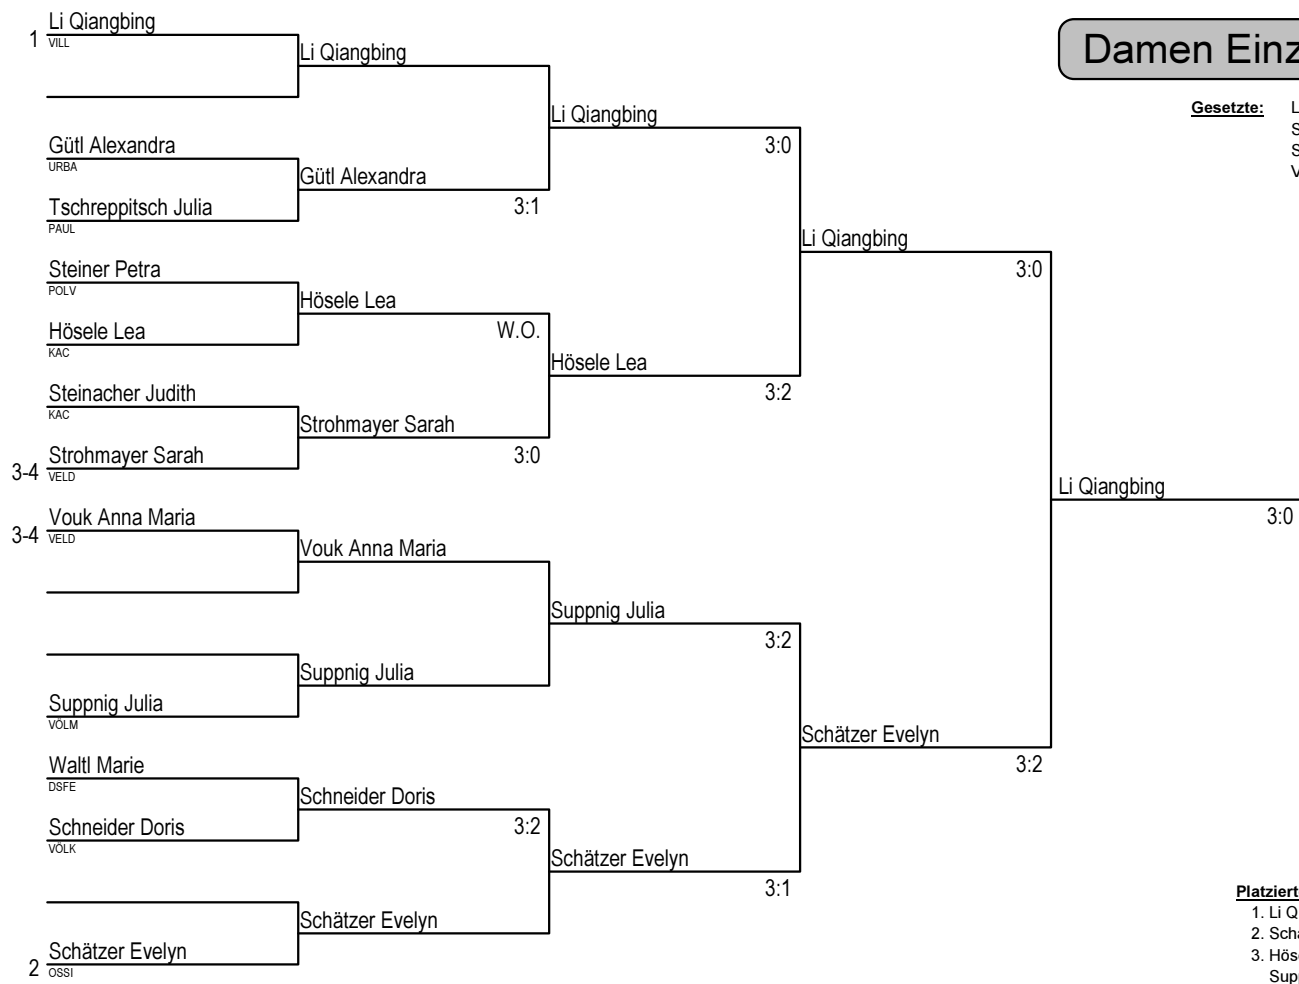 Li Qiangbing
1 VILL
Li Qiangbing
Damen Einz
Gesetzte: L
S
S
V
Li Qiangbing
3:0
Gütl Alexandra
URBA
Gütl Alexandra
3:1
Tschreppitsch Julia
PAUL
Li Qiangbing
3:0
Steiner Petra
POLV
Hösele Lea
W.O.
Hösele Lea
KAC
Hösele Lea
3:2
Steinacher Judith
KAC
Strohmayer Sarah
3:0
Strohmayer Sarah
3-4 VELD
Li Qiangbing
3:0
Vouk Anna Maria
3-4 VELD
Vouk Anna Maria
Suppnig Julia
3:2
Suppnig Julia
Suppnig Julia
VÖLM
Schätzer Evelyn
3:2
Waltl Marie
DSFE
Schneider Doris
3:2
Schneider Doris
VÖLK
Schätzer Evelyn
3:1
Schätzer Evelyn
Schätzer Evelyn
2 OSSI
Platziert
1. Li Q
2. Schä
3. Hös
Supp